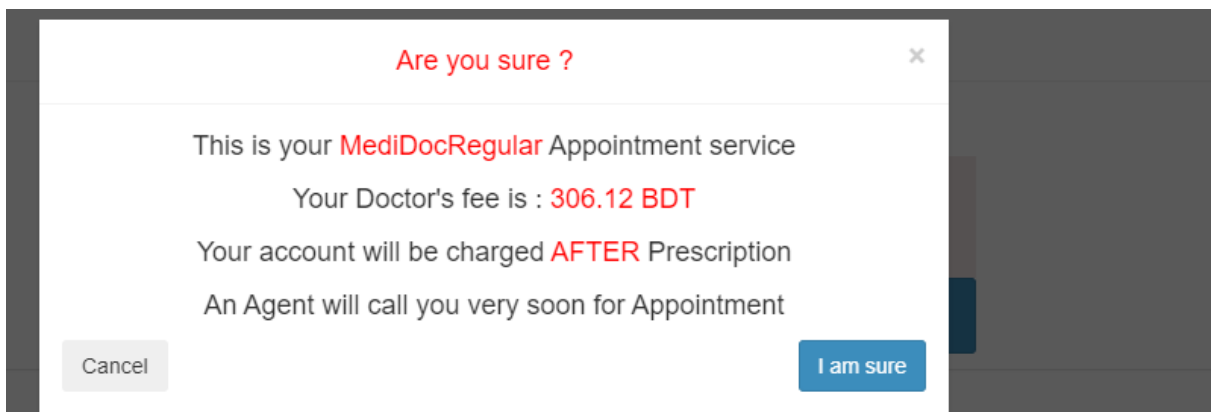 Are you sure ?
×
This is your MediDocRegular Appointment service
Your Doctor's fee is : 306.12 BDT
Your account will be charged AFTER Prescription
An Agent will call you very soon for Appointment
Cancel
I am sure